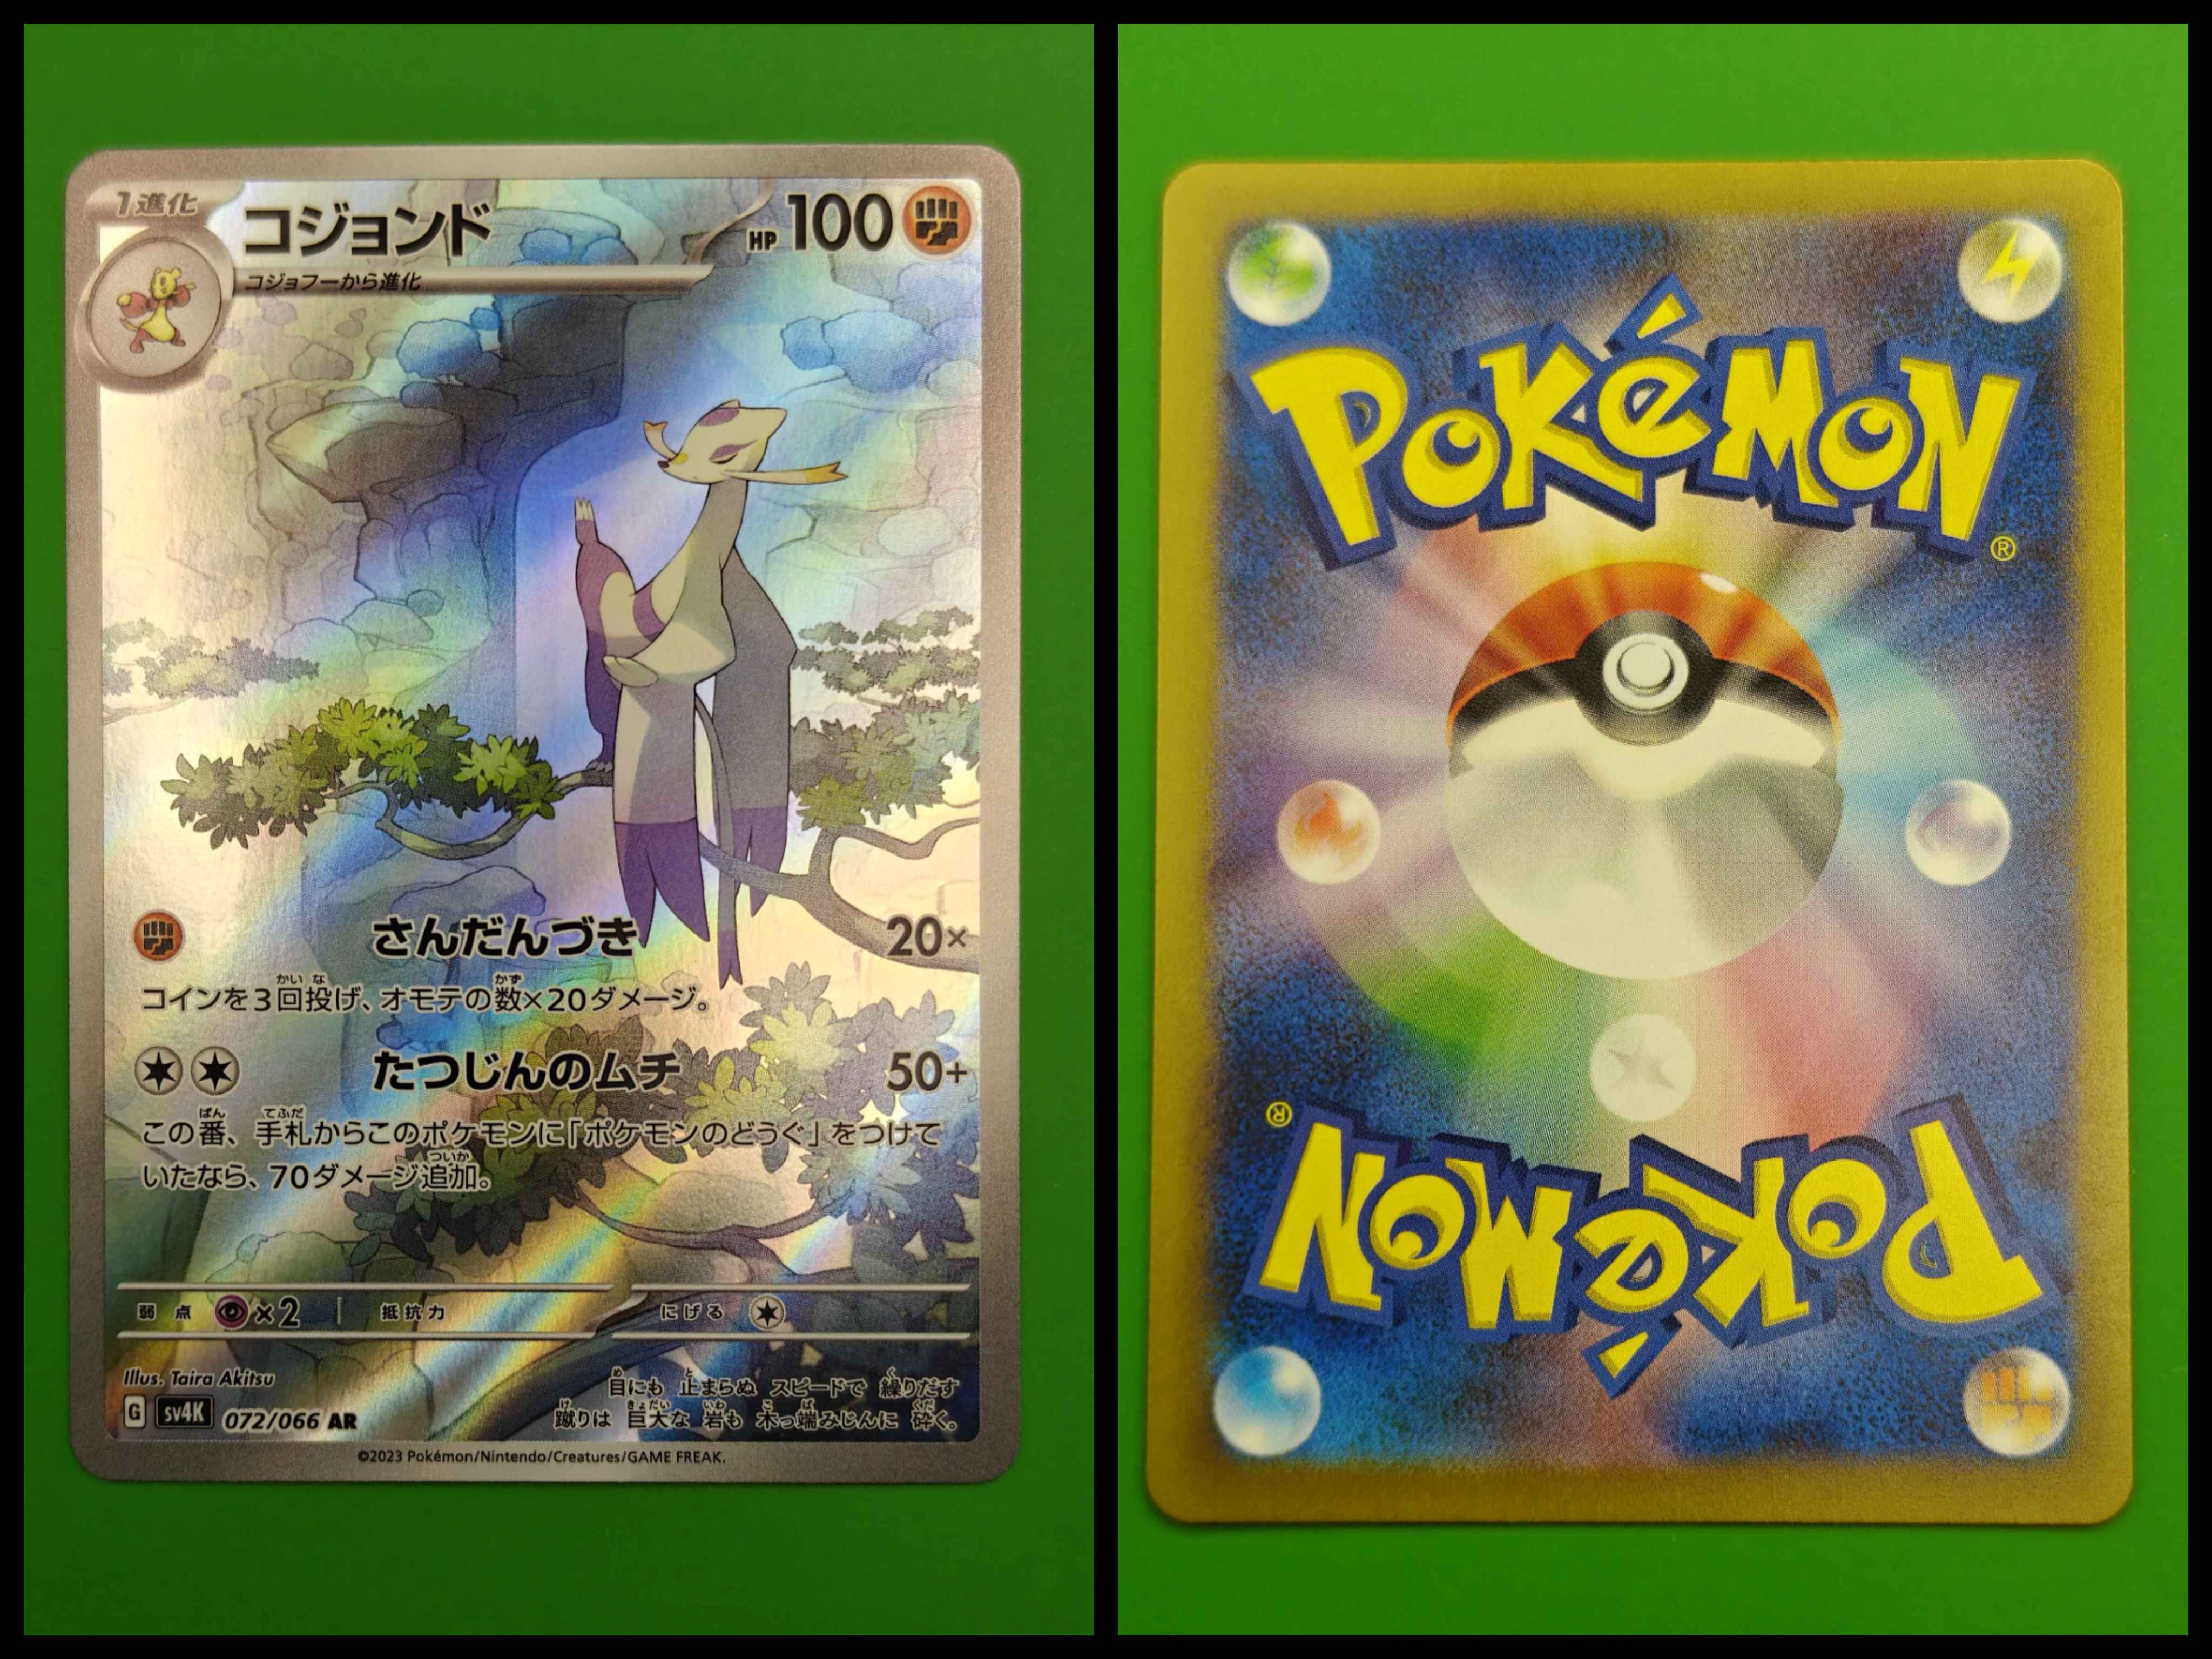 1進化
コジョンド
HP 100
コジョフーから進化
さんだんづき 20×
コインを3回投げ、オモテの数×20ダメージ。
たつじんのムチ 50+
この番、手札からこのポケモンに「ポケモンのどうぐ」をつけて
いたなら、70ダメージ追加。
弱点 ×2 抵抗力 にげる
Illus. Taira Akitsu
G sv4K 072/066 AR
目にも 止まらぬ スピードで 繰りだす
蹴りは 巨大な 岩も 木っ端みじんに 砕く。
©2023 Pokémon/Nintendo/Creatures/GAME FREAK.
POKéMON®
POKéMON®